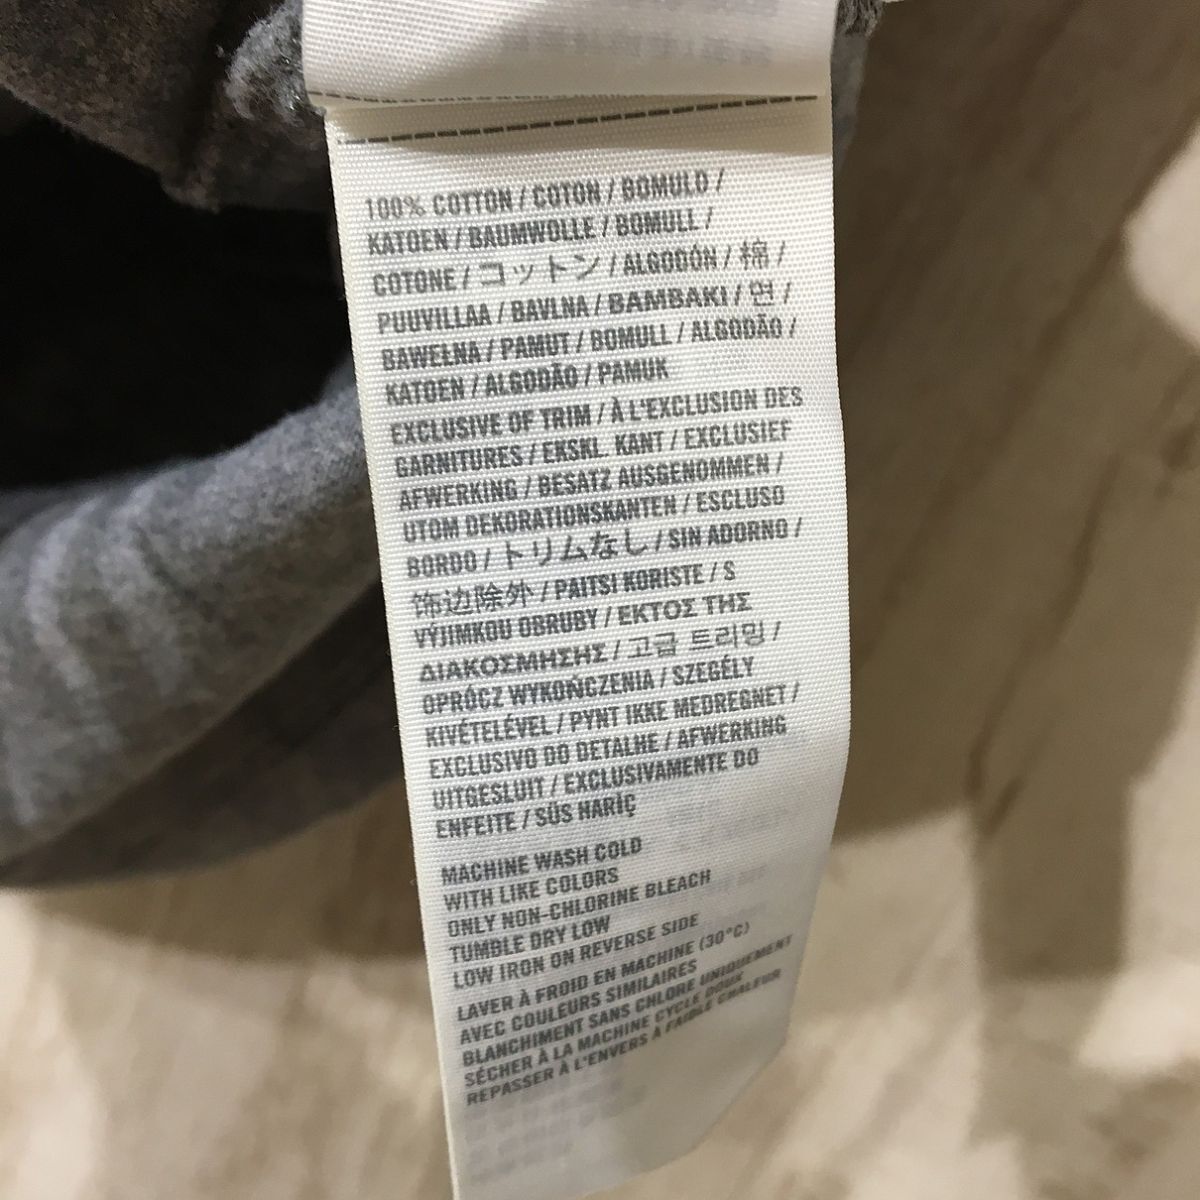 100% COTTON / COTON / BOMULD /
KATOEN / BAUMWOLLE / BOMULL /
COTONE / コットン / ALGODÓN / 棉 /
PUUVILLAA / BAVLNA / BAMBAKI / 면 /
BAWEŁNA / PAMUT / BOMULL / ALGODÃO /
KATOEN / ALGODÃO / PAMUK
EXCLUSIVE OF TRIM / À L'EXCLUSION DES
GARNITURES / EKSKL. KANT / EXCLUSIEF
AFWERKING / BESATZ AUSGENOMMEN /
UTOM DEKORATIONSKANTEN / ESCLUSO
BORDO / トリムなし / SIN ADORNO /
饰边除外 / PAITSI KORISTE / S
VÝJIMKOU OBRUBY / ΕΚΤΟΣ ΤΗΣ
ΔΙΑΚΟΣΜΗΣΗΣ / 고급 트리밍 /
OPRÓCZ WYKOŃCZENIA / SZEGÉLY
KIVÉTELÉVEL / PYNT IKKE MEDREGNET /
EXCLUSIVO DO DETALHE / AFWERKING
UITGESLUIT / EXCLUSIVAMENTE DO
ENFEITE / SÜS HARİÇ
MACHINE WASH COLD
WITH LIKE COLORS
ONLY NON-CHLORINE BLEACH
TUMBLE DRY LOW
LOW IRON ON REVERSE SIDE
LAVER À FROID EN MACHINE (30°C)
AVEC COULEURS SIMILAIRES
BLANCHIMENT SANS CHLORE UNIQUEMENT
SÉCHER À LA MACHINE CYCLE DOUX
REPASSER À L'ENVERS À FAIBLE CHALEUR